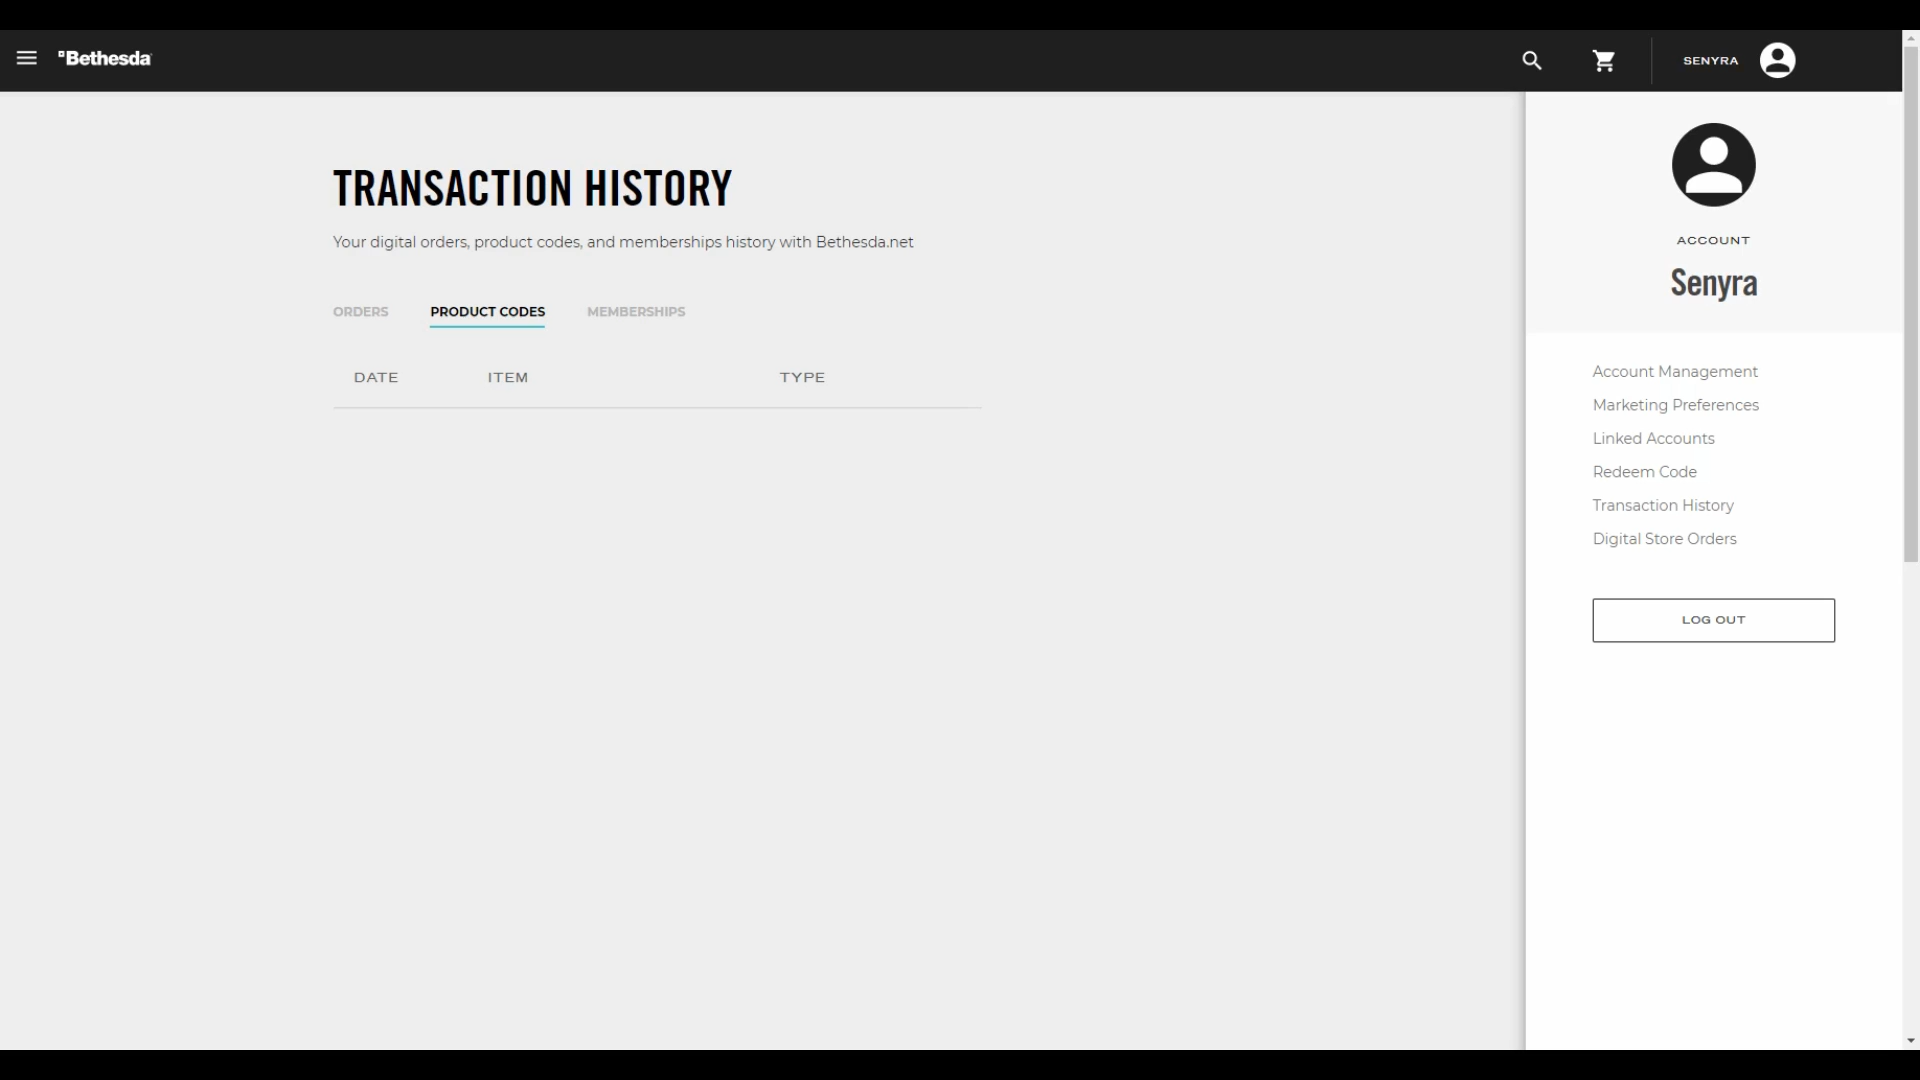 Bethesda
SENYRA
TRANSACTION HISTORY
Your digital orders, product codes, and memberships history with Bethesda.net
ORDERS PRODUCT CODES MEMBERSHIPS
DATE ITEM TYPE
ACCOUNT
Senyra
Account Management
Marketing Preferences
Linked Accounts
Redeem Code
Transaction History
Digital Store Orders
LOG OUT